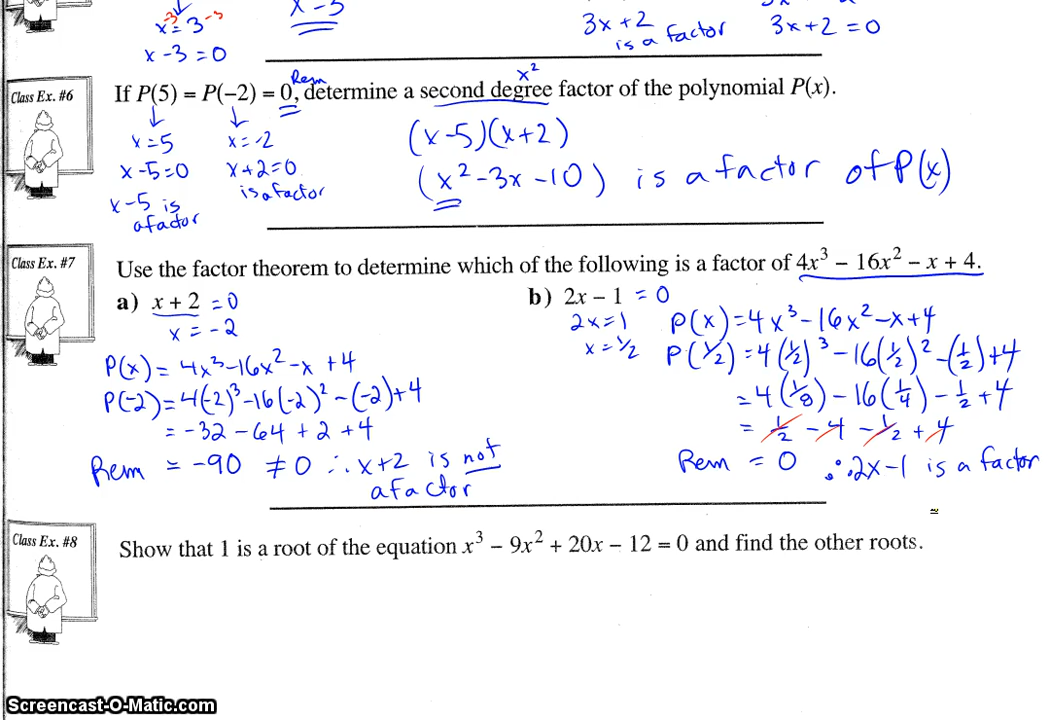 x = 3
-3 -3
x - 3 = 0
x - 3
3x + 2
is a factor
3x + 2 = 0
Class Ex. #6
If P(5) = P(−2) = 0, determine a second degree factor of the polynomial P(x).
Rem
x²
x = 5
x = -2
x - 5 = 0
x + 2 = 0
x - 5 is
a factor
is a factor
(x - 5)(x + 2)
(x² - 3x - 10) is a factor of P(x)
Class Ex. #7
Use the factor theorem to determine which of the following is a factor of 4x³ − 16x² − x + 4.
a) x + 2 = 0
x = -2
P(x) = 4x³ - 16x² - x + 4
P(-2) = 4(-2)³ - 16(-2)² - (-2) + 4
= -32 - 64 + 2 + 4
Rem = -90 ≠ 0 ∴ x + 2 is not
a factor
b) 2x − 1 = 0
2x = 1
x = 1/2
P(x) = 4x³ - 16x² - x + 4
P(1/2) = 4(1/2)³ - 16(1/2)² - (1/2) + 4
= 4(1/8) - 16(1/4) - 1/2 + 4
= 1/2 - 4 - 1/2 + 4
Rem = 0 ∴ 2x - 1 is a factor
Class Ex. #8
Show that 1 is a root of the equation x³ − 9x² + 20x − 12 = 0 and find the other roots.
Screencast-O-Matic.com